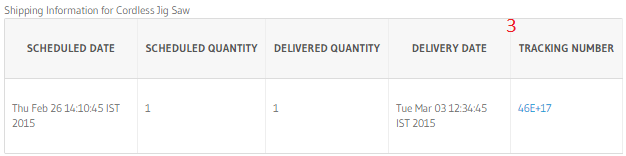 Shipping Information for Cordless Jig Saw
3
SCHEDULED DATE SCHEDULED QUANTITY DELIVERED QUANTITY DELIVERY DATE TRACKING NUMBER
Thu Feb 26 14:10:45 IST 1 1 Tue Mar 03 12:34:45 46E+17
2015 IST 2015